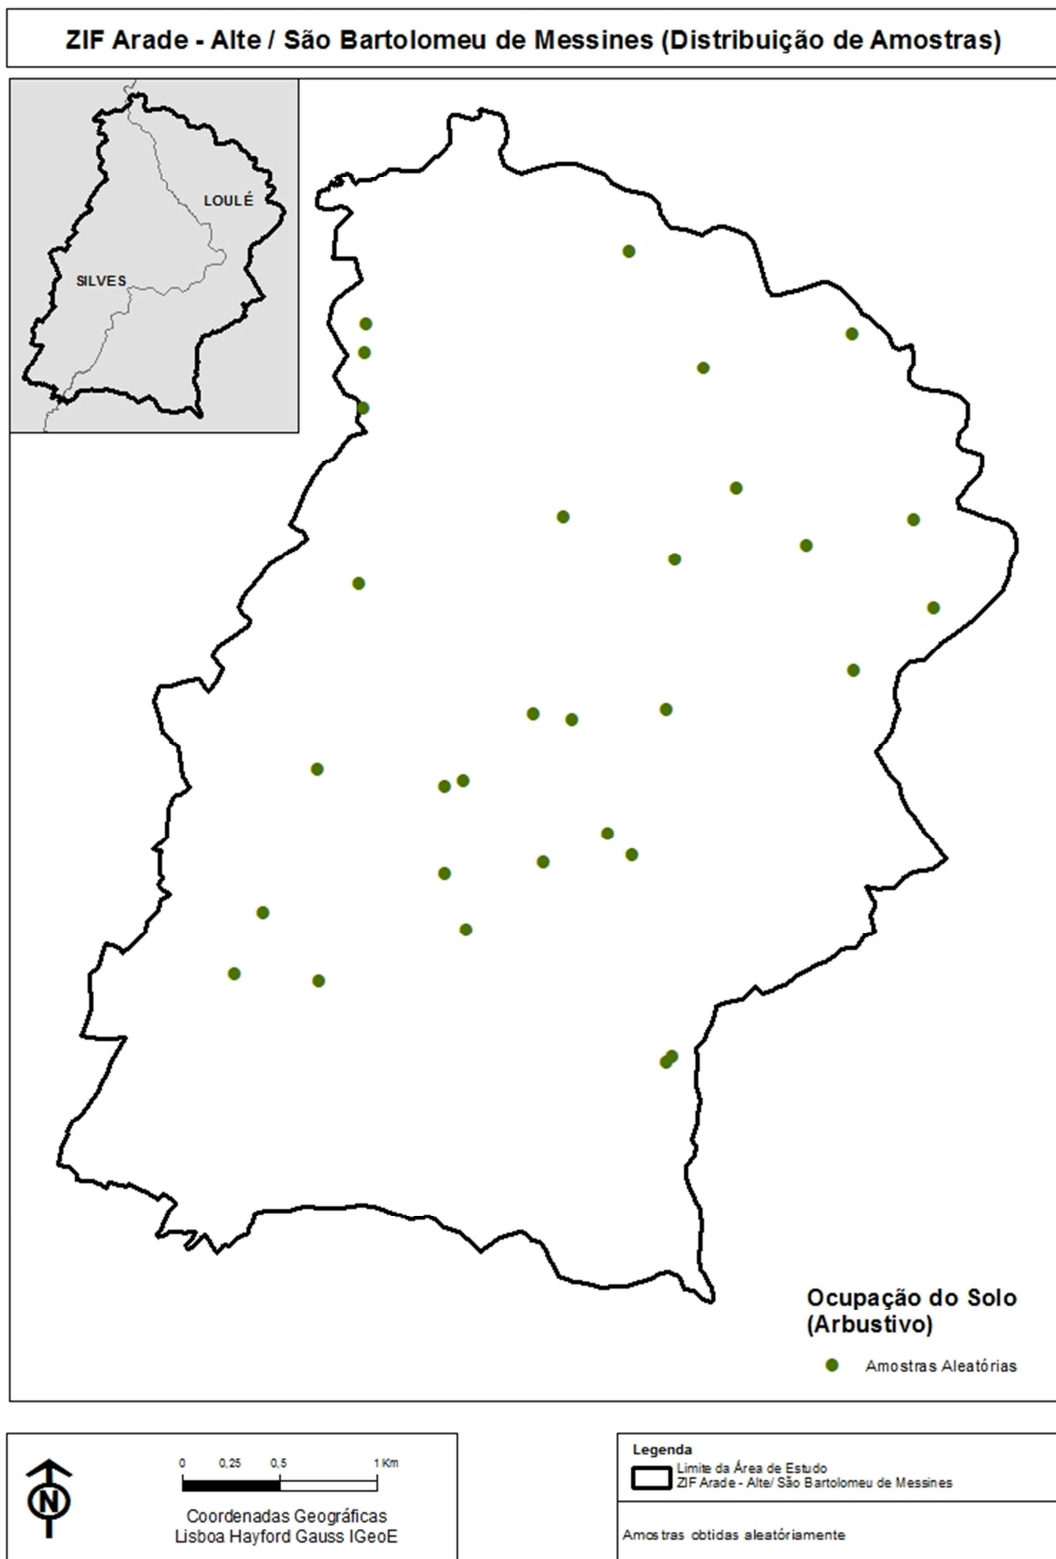 ZIF Arade - Alte / São Bartolomeu de Messines (Distribuição de Amostras)
LOULÉ
SILVES
Ocupação do Solo
(Arbustivo)
Amostras Aleatórias
0 0,25 0,5 1 Km
N
Coordenadas Geográficas
Lisboa Hayford Gauss IGeoE
Legenda
Limite da Área de Estudo
ZIF Arade - Alte/ São Bartolomeu de Messines
Amostras obtidas aleatóriamente